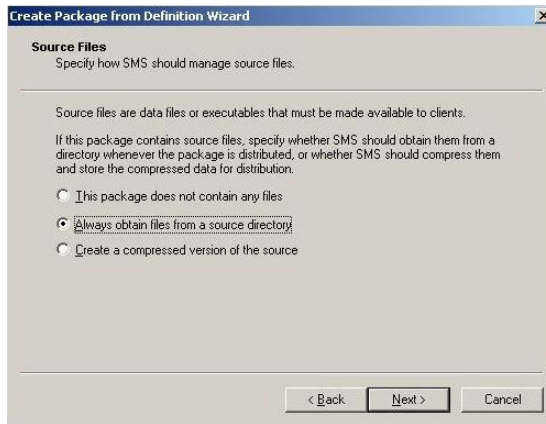 Create Package from Definition Wizard
Source Files
Specify how SMS should manage source files.
Source files are data files or executables that must be made available to clients.
If this package contains source files, specify whether SMS should obtain them from a
directory whenever the package is distributed, or whether SMS should compress them
and store the compressed data for distribution.
This package does not contain any files
Always obtain files from a source directory
Create a compressed version of the source
< Back Next > Cancel